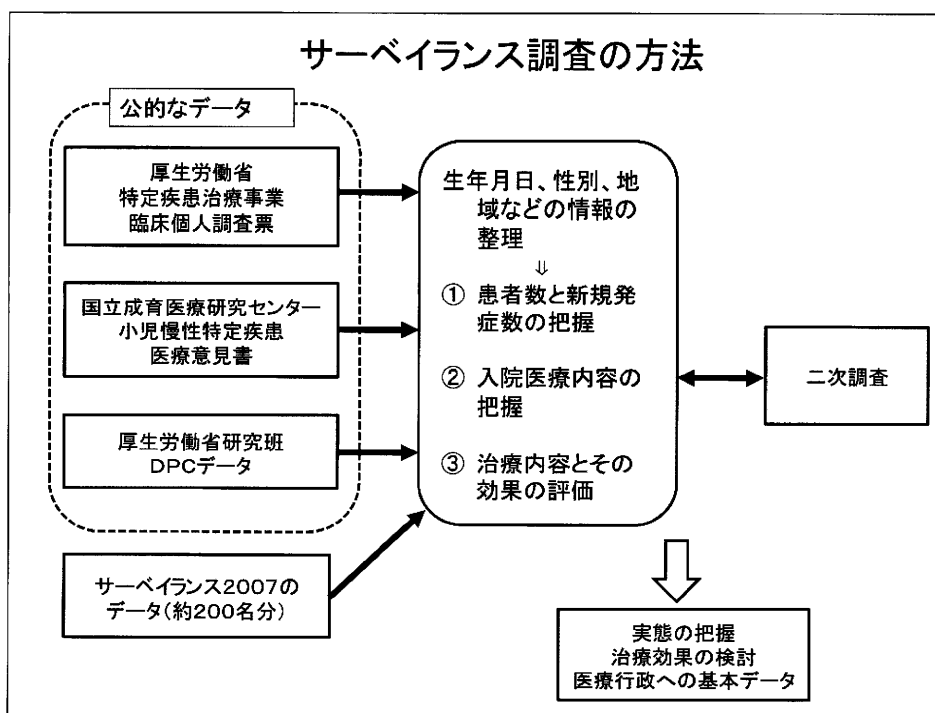 サーベイランス調査の方法
公的なデータ
厚生労働省
特定疾患治療事業
臨床個人調査票
国立成育医療研究センター
小児慢性特定疾患
医療意見書
厚生労働省研究班
DPCデータ
サーベイランス2007の
データ(約200名分)
生年月日、性別、地
域などの情報の
整理
⇓
① 患者数と新規発
症数の把握
② 入院医療内容の
把握
③ 治療内容とその
効果の評価
二次調査
実態の把握
治療効果の検討
医療行政への基本データ